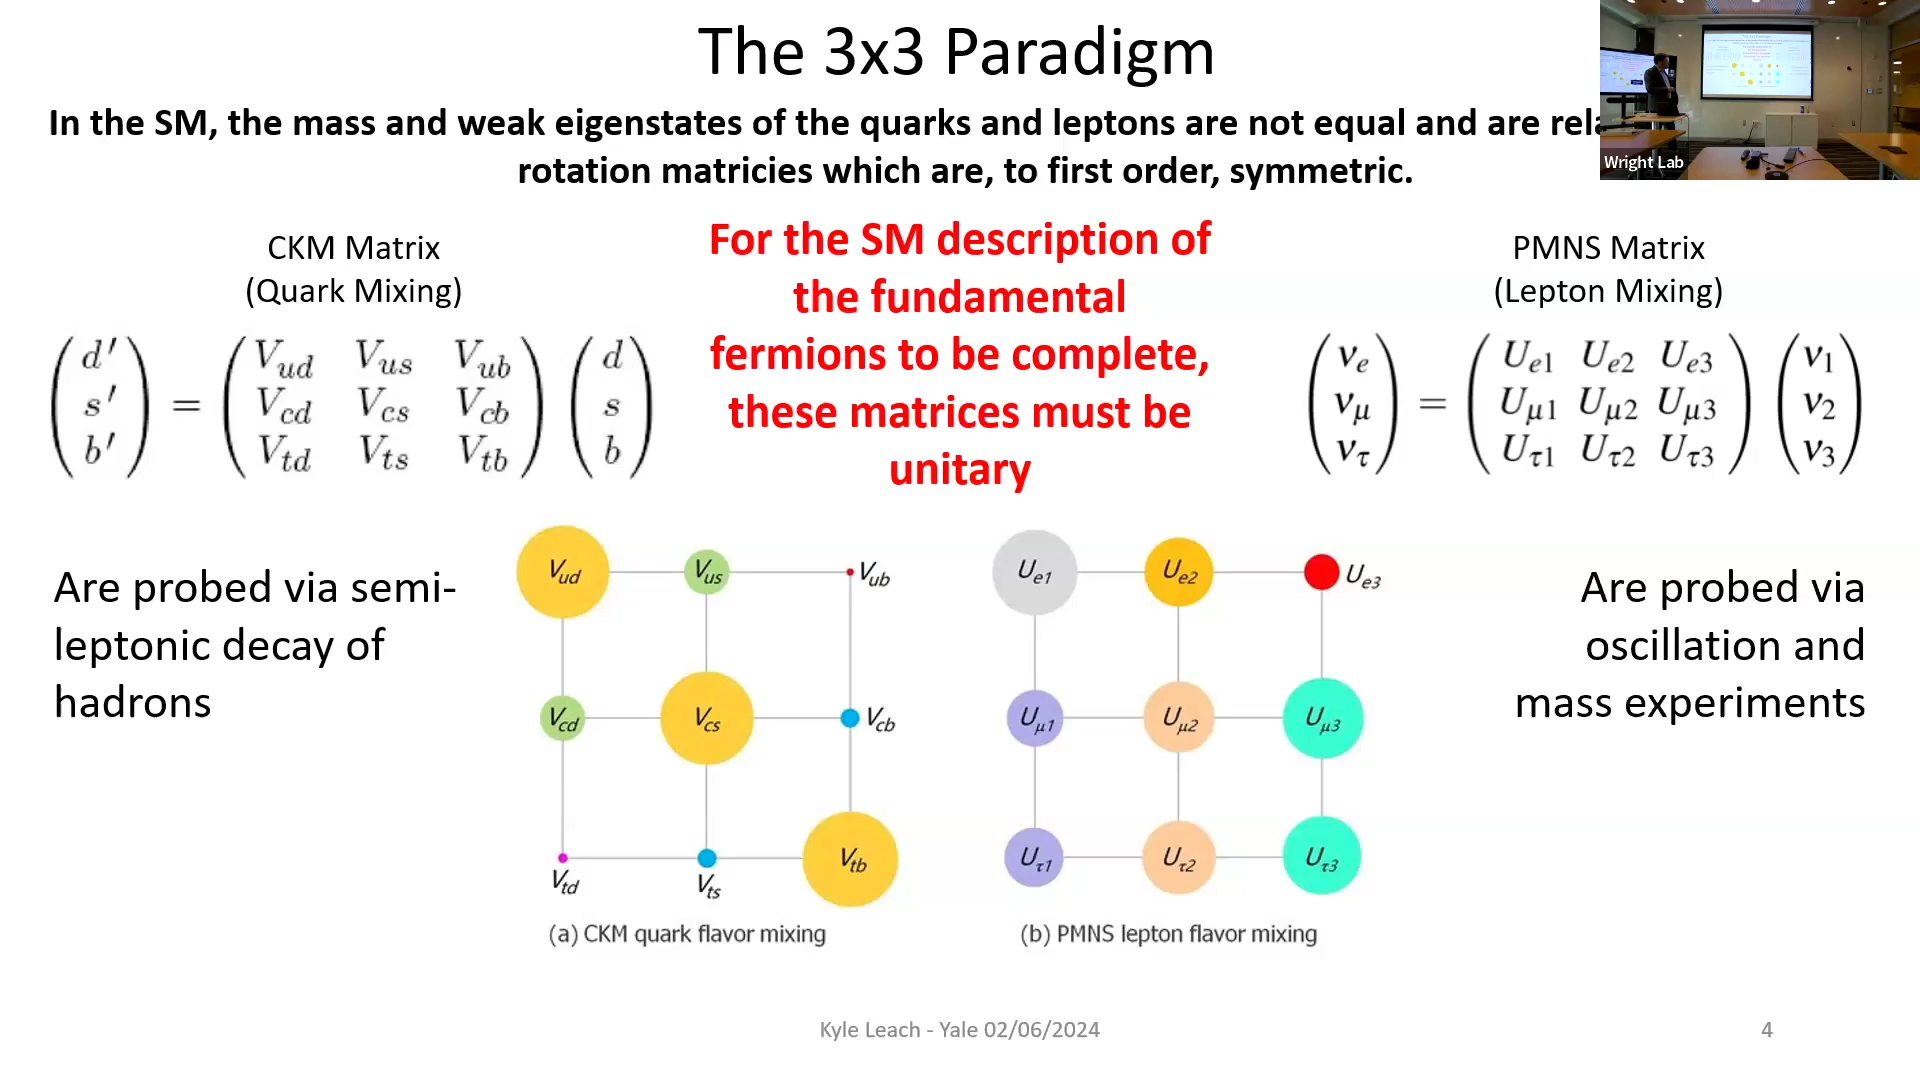 The 3x3 Paradigm
In the SM, the mass and weak eigenstates of the quarks and leptons are not equal and are
rotation matricies which are, to first order, symmetric.
Wright Lab
CKM Matrix
(Quark Mixing)
(d′ s′ b′) = (V_ud V_us V_ub
V_cd V_cs V_cb
V_td V_ts V_tb) (d s b)
For the SM description of
the fundamental
fermions to be complete,
these matrices must be
unitary
PMNS Matrix
(Lepton Mixing)
(ν_e ν_μ ν_τ) = (U_e1 U_e2 U_e3
U_μ1 U_μ2 U_μ3
U_τ1 U_τ2 U_τ3) (ν_1 ν_2 ν_3)
Are probed via semi-
leptonic decay of
hadrons
V_ud V_us V_ub
V_cd V_cs V_cb
V_td V_ts V_tb
(a) CKM quark flavor mixing
U_e1 U_e2 U_e3
U_μ1 U_μ2 U_μ3
U_τ1 U_τ2 U_τ3
(b) PMNS lepton flavor mixing
Are probed via
oscillation and
mass experiments
Kyle Leach - Yale 02/06/2024
4